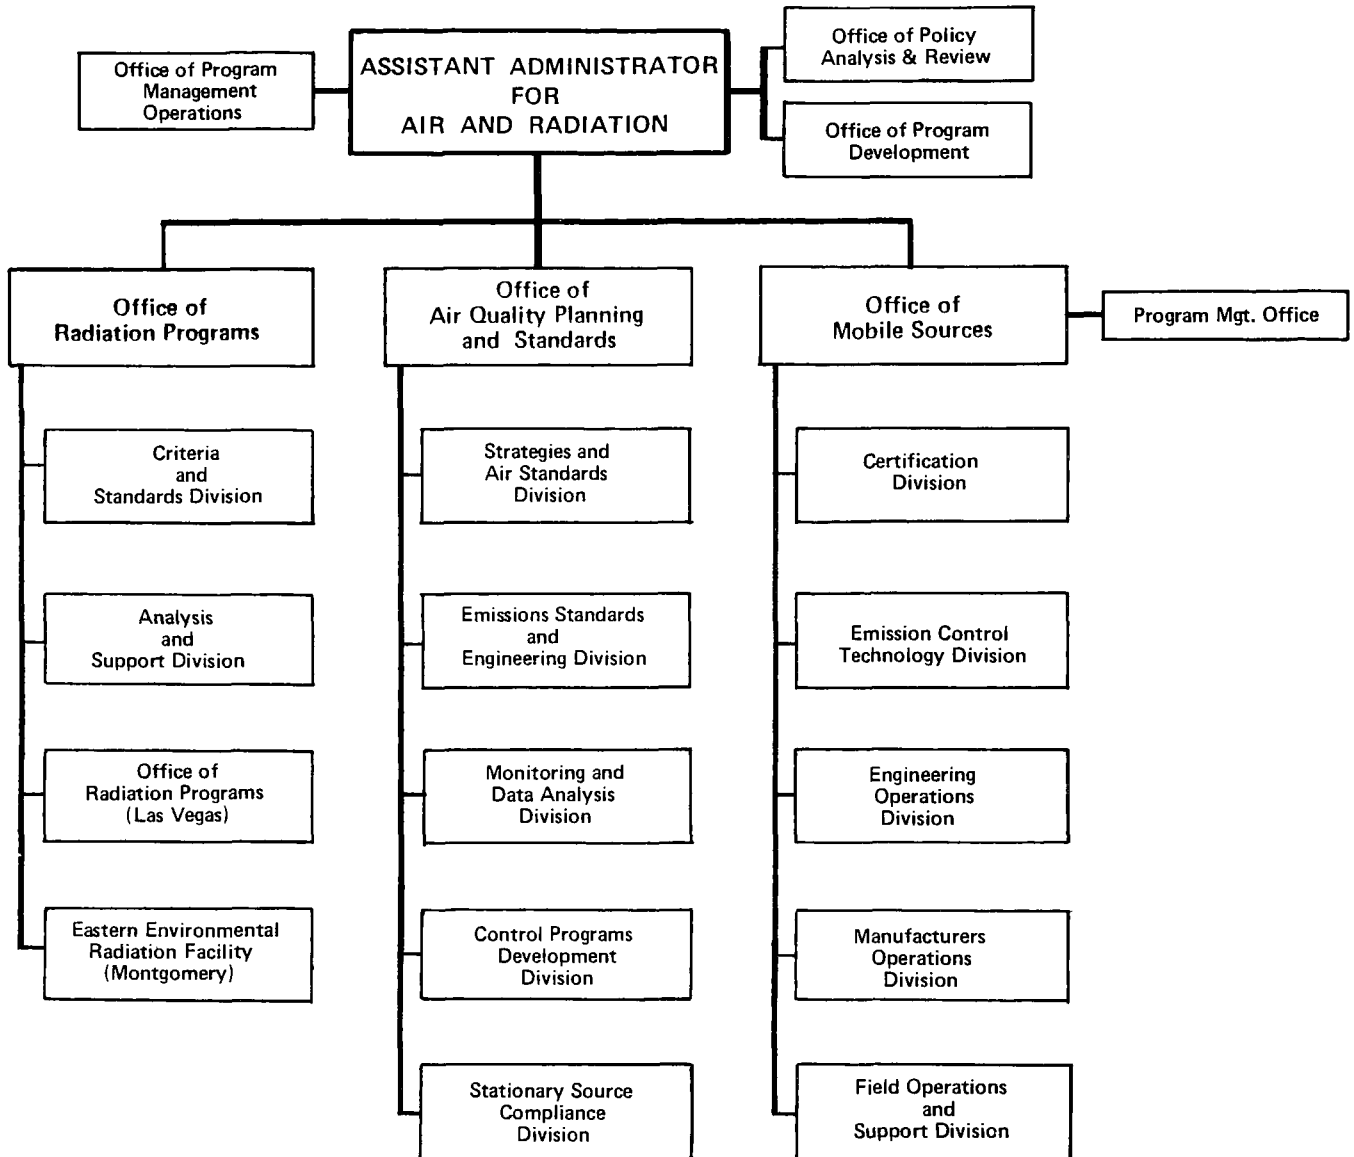 Office of Program
Management
Operations
ASSISTANT ADMINISTRATOR
FOR
AIR AND RADIATION
Office of Policy
Analysis & Review
Office of Program
Development
Office of
Radiation Programs
Office of
Air Quality Planning
and Standards
Office of
Mobile Sources
Program Mgt. Office
Criteria
and
Standards Division
Strategies and
Air Standards
Division
Certification
Division
Analysis
and
Support Division
Emissions Standards
and
Engineering Division
Emission Control
Technology Division
Office of
Radiation Programs
(Las Vegas)
Monitoring and
Data Analysis
Division
Engineering
Operations
Division
Eastern Environmental
Radiation Facility
(Montgomery)
Control Programs
Development
Division
Manufacturers
Operations
Division
Stationary Source
Compliance
Division
Field Operations
and
Support Division